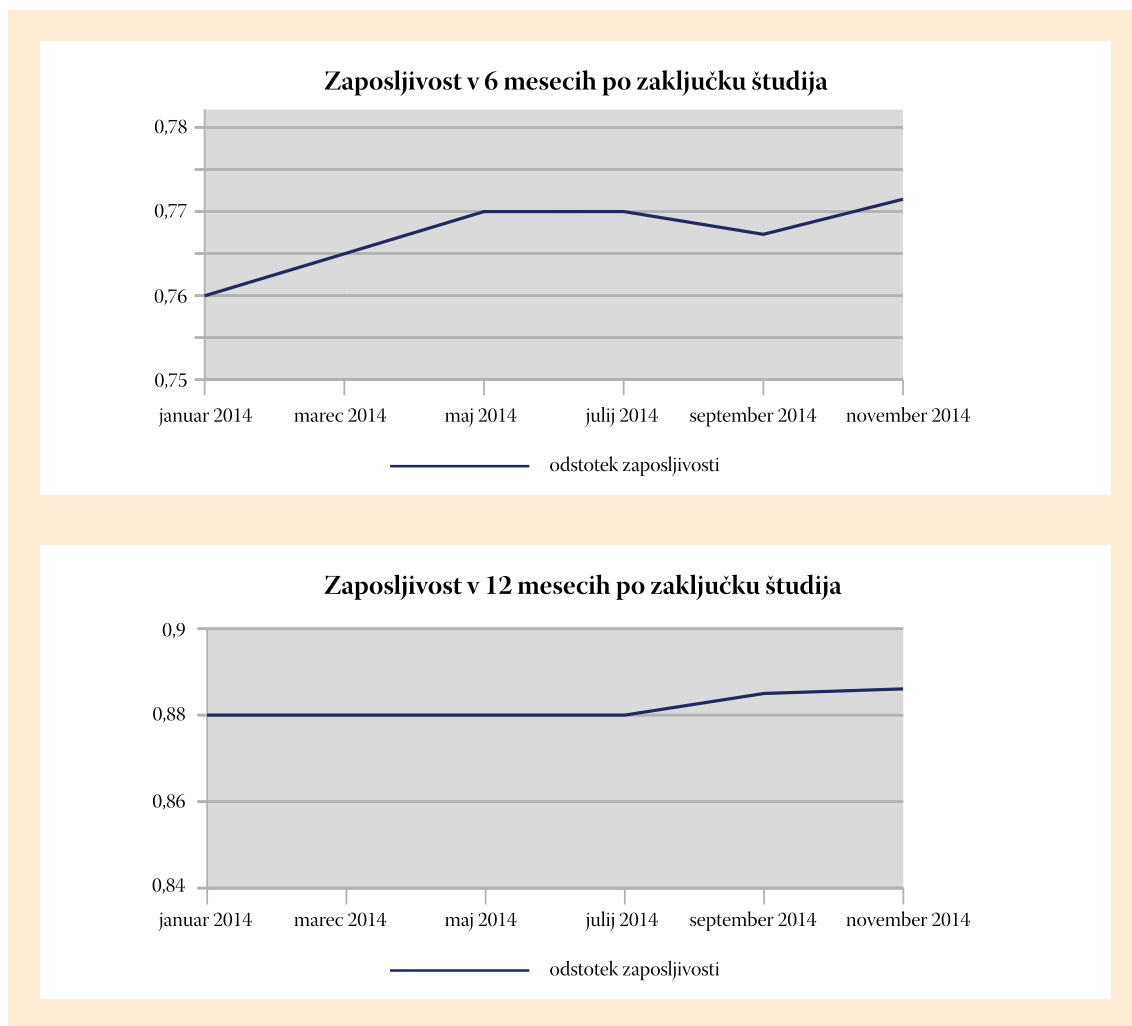 Zaposljivost v 6 mesecih po zaključku študija
0,78
0,77
0,76
0,75
januar 2014 marec 2014 maj 2014 julij 2014 september 2014 november 2014
odstotek zaposljivosti
Zaposljivost v 12 mesecih po zaključku študija
0,9
0,88
0,86
0,84
januar 2014 marec 2014 maj 2014 julij 2014 september 2014 november 2014
odstotek zaposljivosti